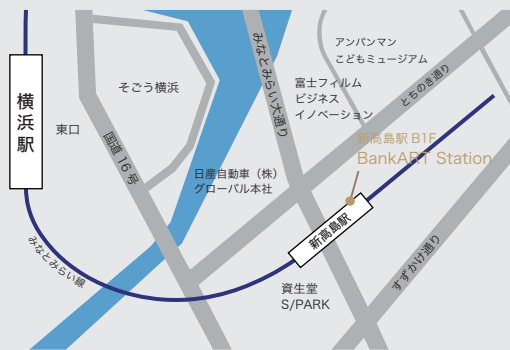 横浜駅
東口
そごう横浜
国道 16 号
みなとみらい線
みなとみらい大通り
アンパンマン
こどもミュージアム
富士フイルム
ビジネス
イノベーション
とちのき通り
新高島駅 B1F
BankART Station
日産自動車（株）
グローバル本社
新高島駅
すずかけ通り
資生堂
S/PARK